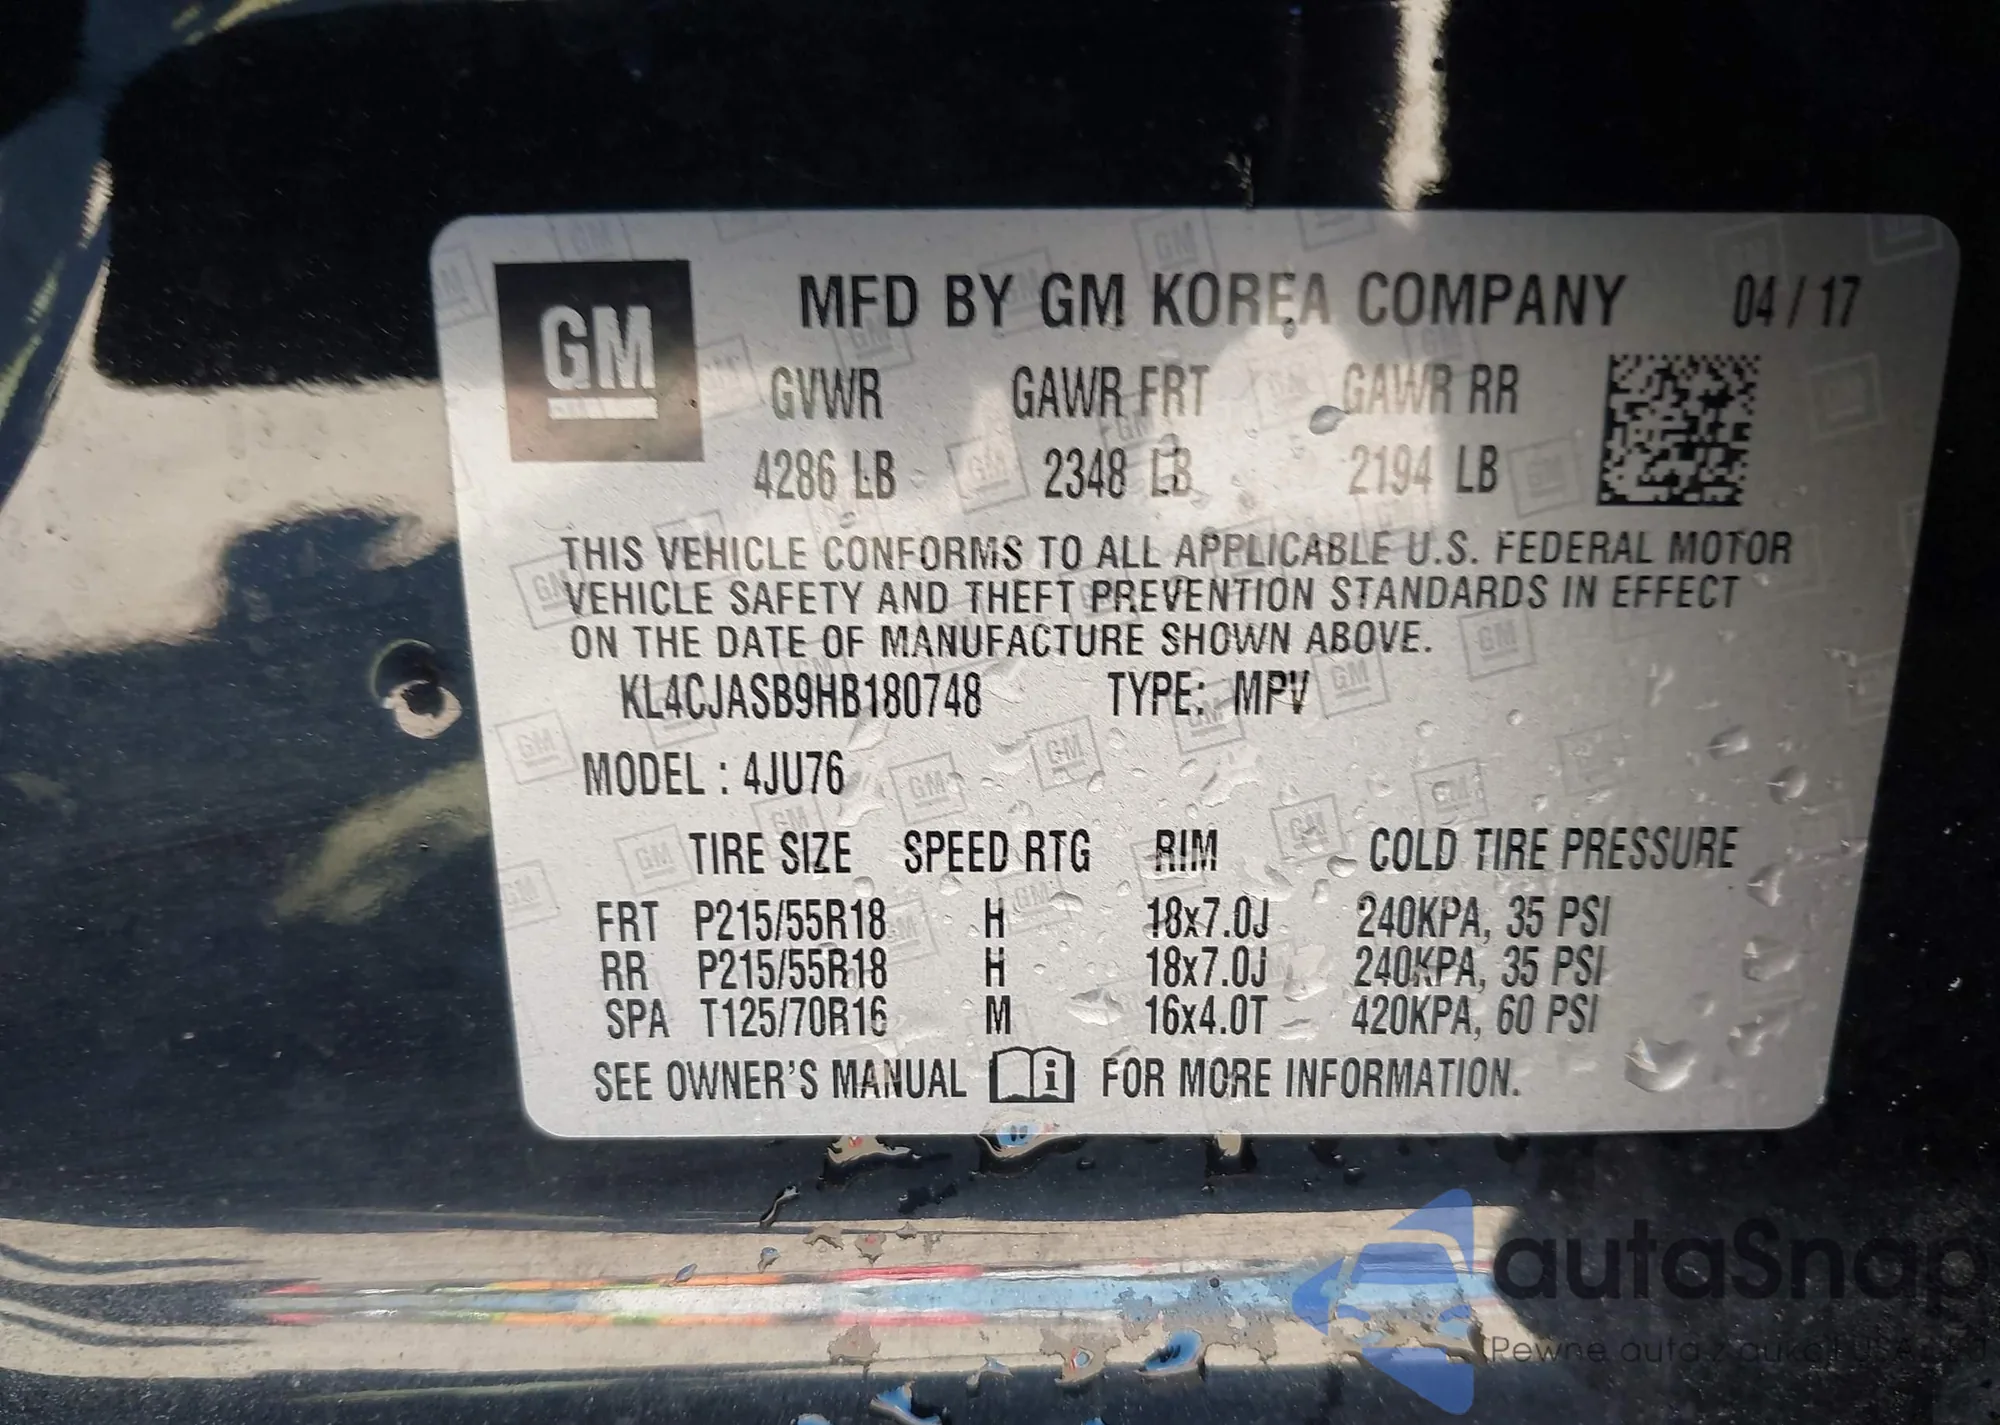 GM
MFD BY GM KOREA COMPANY 04 / 17
GVWR GAWR FRT GAWR RR
4286 LB 2348 LB 2194 LB
THIS VEHICLE CONFORMS TO ALL APPLICABLE U.S. FEDERAL MOTOR
VEHICLE SAFETY AND THEFT PREVENTION STANDARDS IN EFFECT
ON THE DATE OF MANUFACTURE SHOWN ABOVE.
KL4CJASB9HB180748 TYPE: MPV
MODEL : 4JU76
TIRE SIZE SPEED RTG RIM COLD TIRE PRESSURE
FRT P215/55R18 H 18x7.0J 240KPA, 35 PSI
RR P215/55R18 H 18x7.0J 240KPA, 35 PSI
SPA T125/70R16 M 16x4.0T 420KPA, 60 PSI
SEE OWNER'S MANUAL FOR MORE INFORMATION.
autaSnap
Pewne auta z aukcji USA